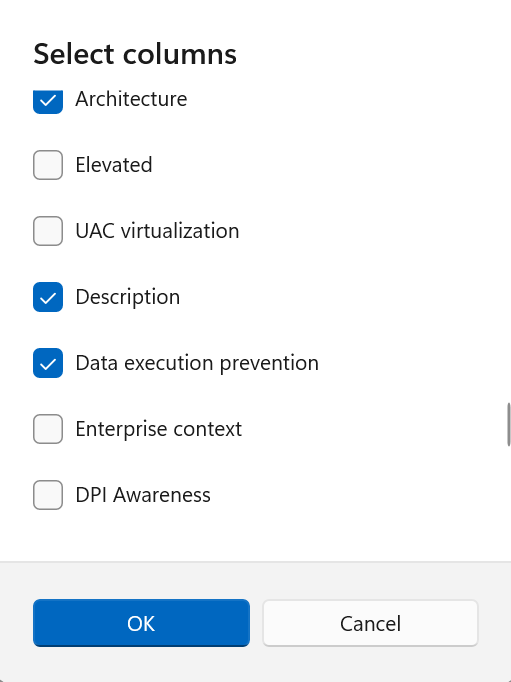 Select columns
Architecture
Elevated
UAC virtualization
Description
Data execution prevention
Enterprise context
DPI Awareness
OK
Cancel